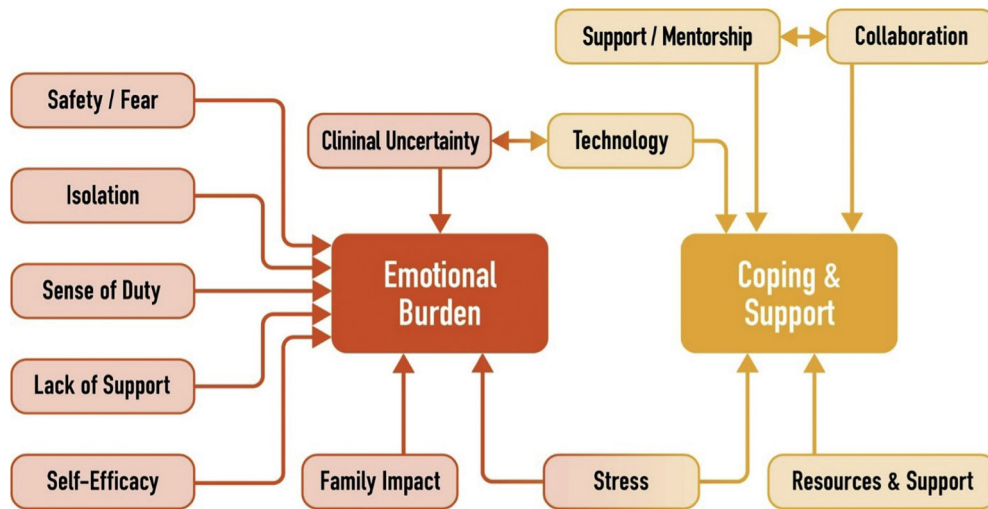 Support / Mentorship
Collaboration
Safety / Fear
Clininal Uncertainty
Technology
Isolation
Emotional
Burden
Coping &
Support
Sense of Duty
Lack of Support
Self-Efficacy
Family Impact
Stress
Resources & Support